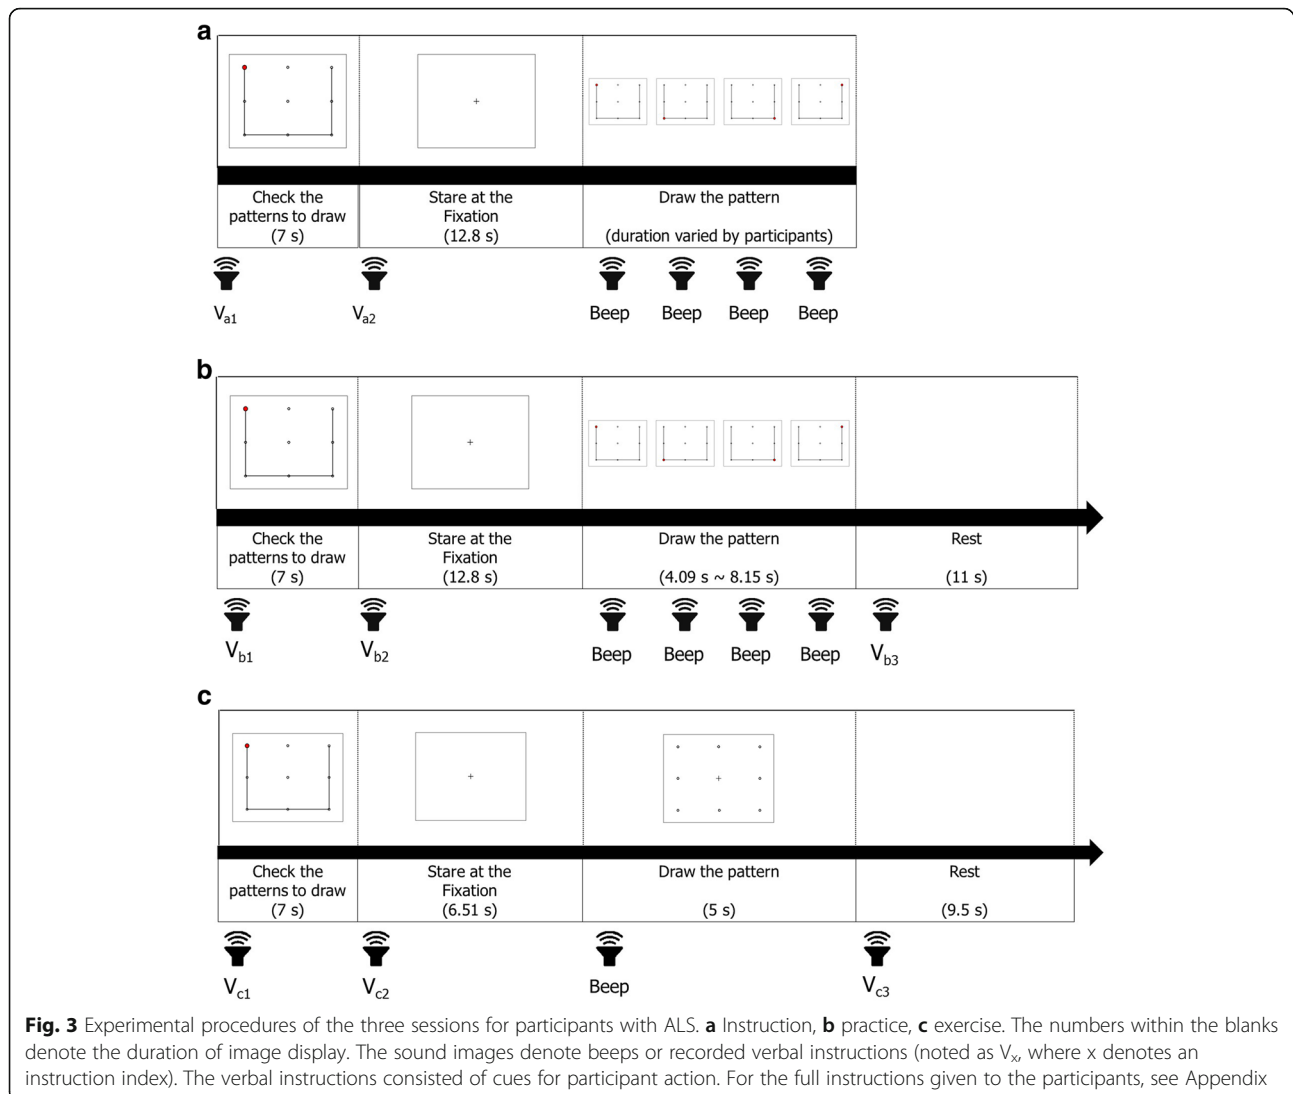 a
Check the patterns to draw (7 s)
Stare at the Fixation (12.8 s)
Draw the pattern (duration varied by participants)
Va1 Va2 Beep Beep Beep Beep
b
Check the patterns to draw (7 s)
Stare at the Fixation (12.8 s)
Draw the pattern (4.09 s ~ 8.15 s)
Rest (11 s)
Vb1 Vb2 Beep Beep Beep Beep Vb3
c
Check the patterns to draw (7 s)
Stare at the Fixation (6.51 s)
Draw the pattern (5 s)
Rest (9.5 s)
Vc1 Vc2 Beep Vc3
Fig. 3 Experimental procedures of the three sessions for participants with ALS. a Instruction, b practice, c exercise. The numbers within the blanks
denote the duration of image display. The sound images denote beeps or recorded verbal instructions (noted as Vx, where x denotes an
instruction index). The verbal instructions consisted of cues for participant action. For the full instructions given to the participants, see Appendix